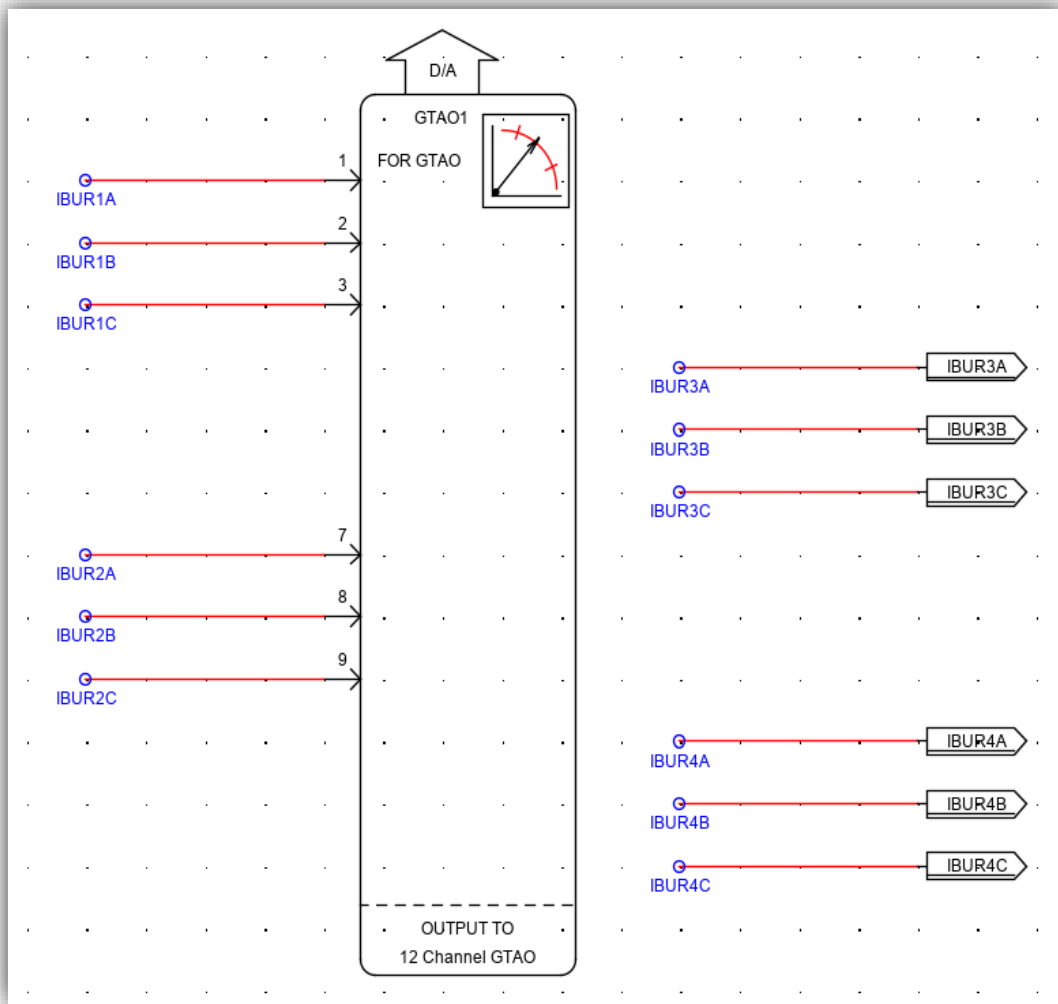 D/A
GTAO1
FOR GTAO
1
IBUR1A
2
IBUR1B
3
IBUR1C
7
IBUR2A
8
IBUR2B
9
IBUR2C
OUTPUT TO
12 Channel GTAO
IBUR3A
IBUR3A
IBUR3B
IBUR3B
IBUR3C
IBUR3C
IBUR4A
IBUR4A
IBUR4B
IBUR4B
IBUR4C
IBUR4C